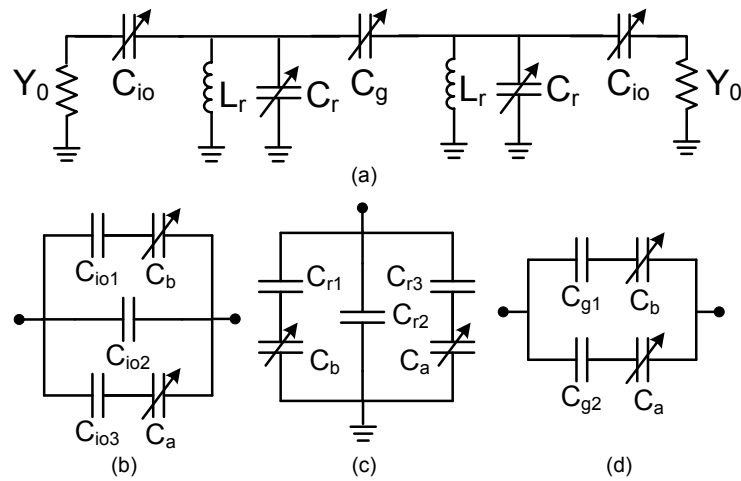 Y0 Cio Lr Cr Cg Lr Cr Cio Y0
(a)
Cio1 Cb
Cio2
Cio3 Ca
(b)
Cr1 Cr3
Cr2
Cb Ca
(c)
Cg1 Cb
Cg2 Ca
(d)